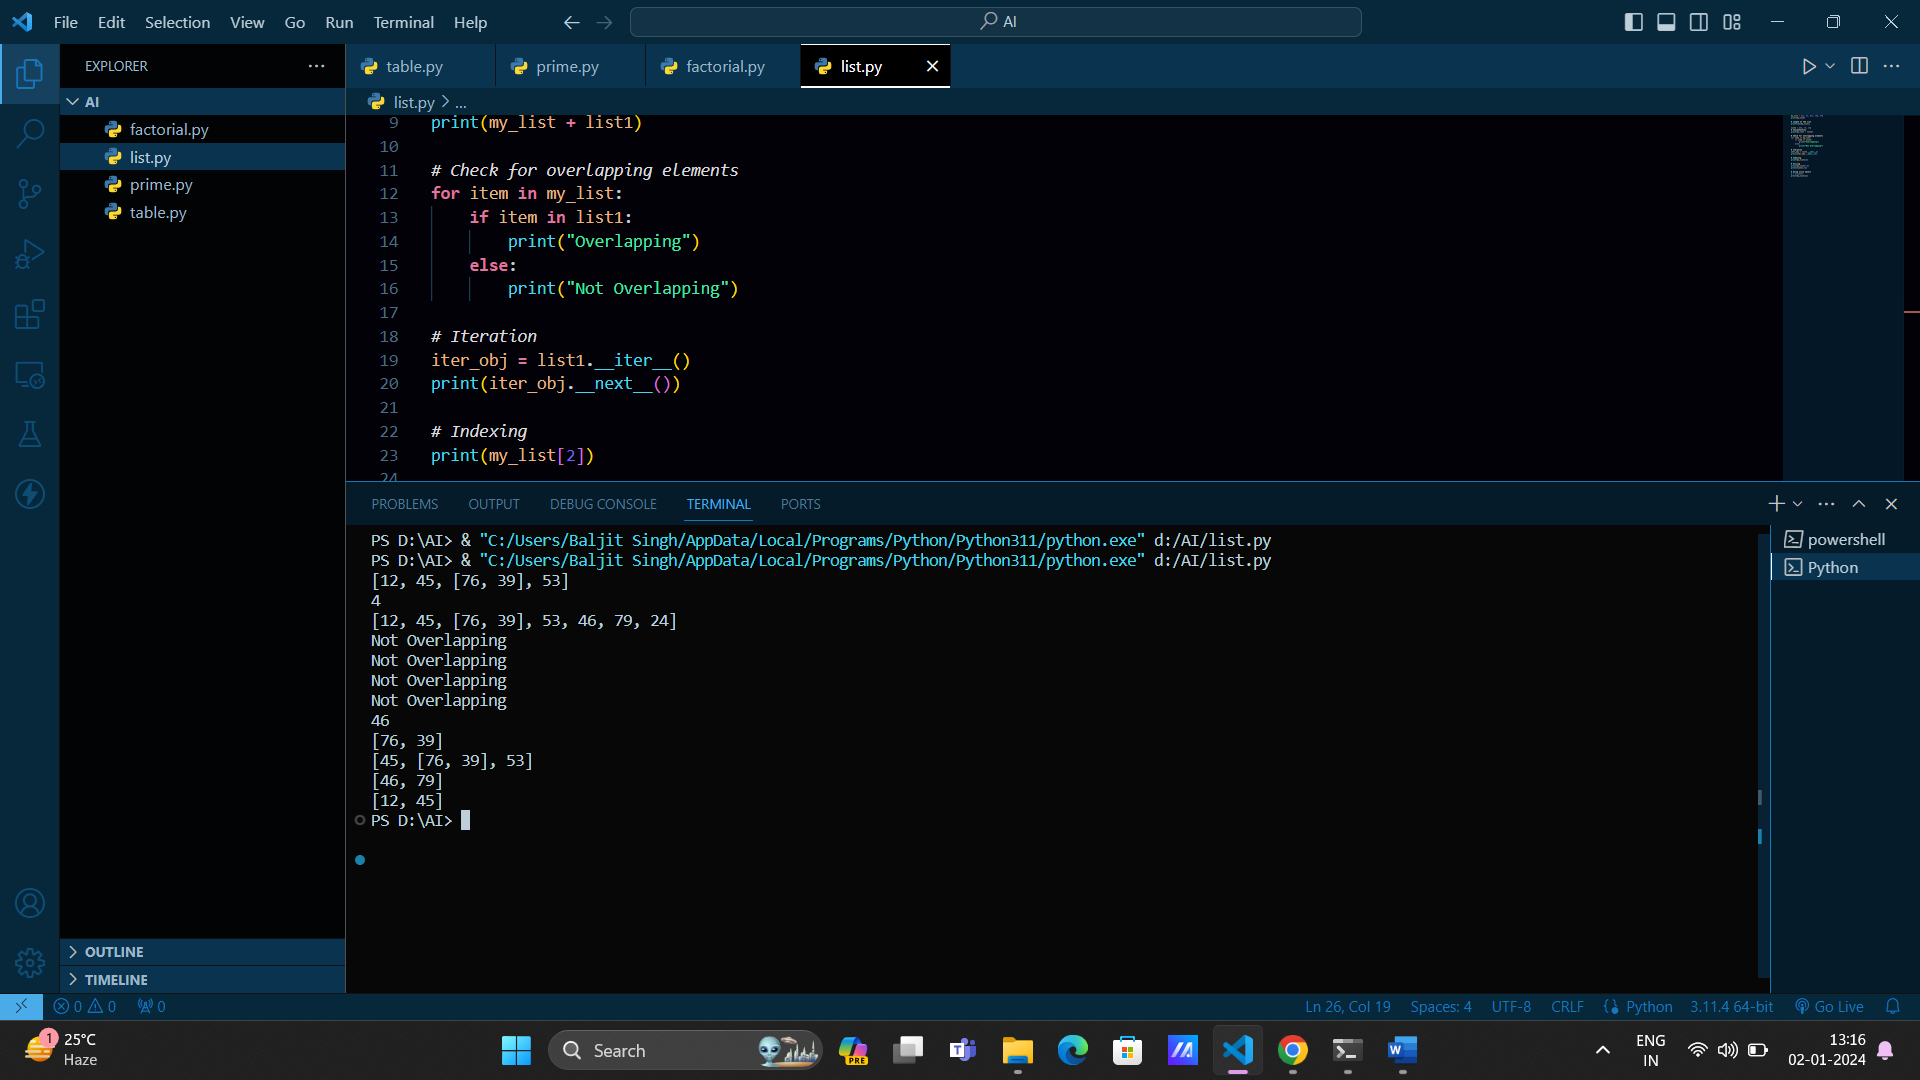 File Edit Selection View Go Run Terminal Help
AI
EXPLORER
AI
factorial.py
list.py
prime.py
table.py
OUTLINE
TIMELINE
table.py prime.py factorial.py list.py
list.py > ...
9 print(my_list + list1)
10
11 # Check for overlapping elements
12 for item in my_list:
13 if item in list1:
14 print("Overlapping")
15 else:
16 print("Not Overlapping")
17
18 # Iteration
19 iter_obj = list1.__iter__()
20 print(iter_obj.__next__())
21
22 # Indexing
23 print(my_list[2])
24
PROBLEMS OUTPUT DEBUG CONSOLE TERMINAL PORTS
PS D:\AI> & "C:/Users/Baljit Singh/AppData/Local/Programs/Python/Python311/python.exe" d:/AI/list.py
PS D:\AI> & "C:/Users/Baljit Singh/AppData/Local/Programs/Python/Python311/python.exe" d:/AI/list.py
[12, 45, [76, 39], 53]
4
[12, 45, [76, 39], 53, 46, 79, 24]
Not Overlapping
Not Overlapping
Not Overlapping
Not Overlapping
46
[76, 39]
[45, [76, 39], 53]
[46, 79]
[12, 45]
PS D:\AI>
powershell
Python
0 0 0
Ln 26, Col 19 Spaces: 4 UTF-8 CRLF Python 3.11.4 64-bit Go Live
1
25°C
Haze
Search
PRE
ENG
IN
13:16
02-01-2024